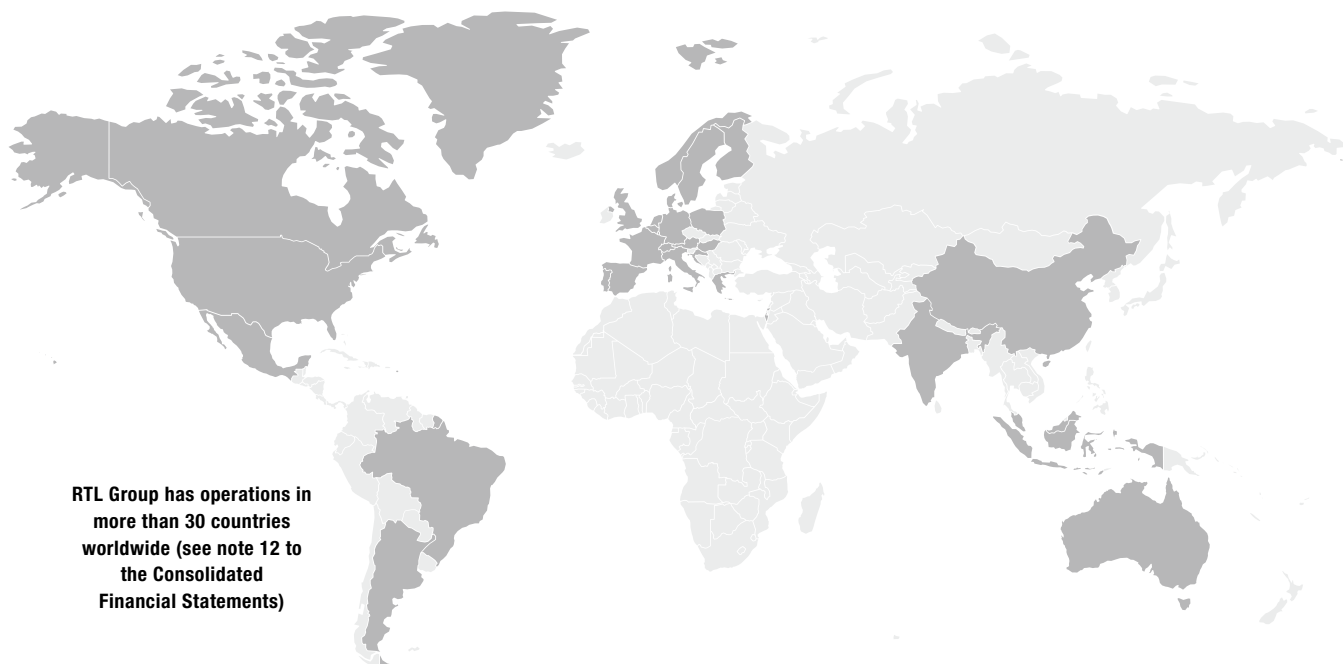 RTL Group has operations in
more than 30 countries
worldwide (see note 12 to
the Consolidated
Financial Statements)